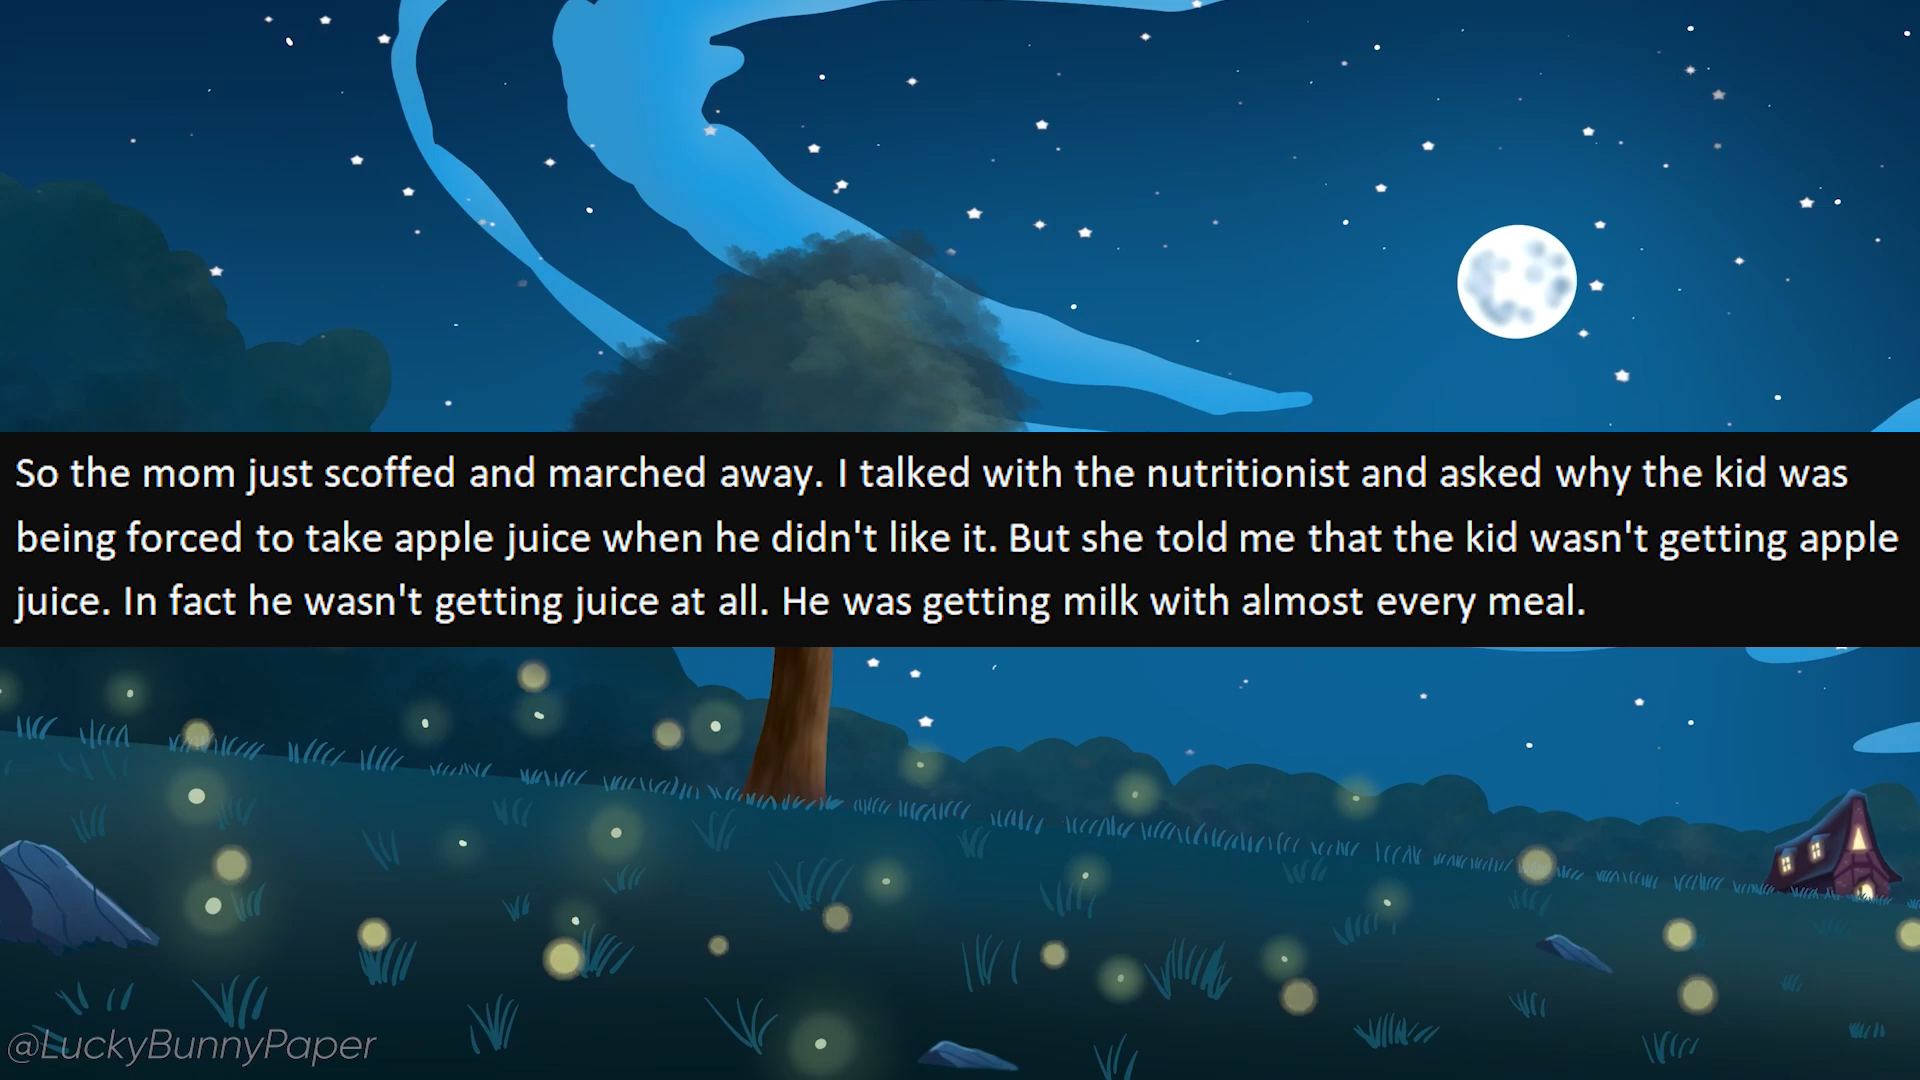 So the mom just scoffed and marched away. I talked with the nutritionist and asked why the kid was
being forced to take apple juice when he didn't like it. But she told me that the kid wasn't getting apple
juice. In fact he wasn't getting juice at all. He was getting milk with almost every meal.
@LuckyBunnyPaper